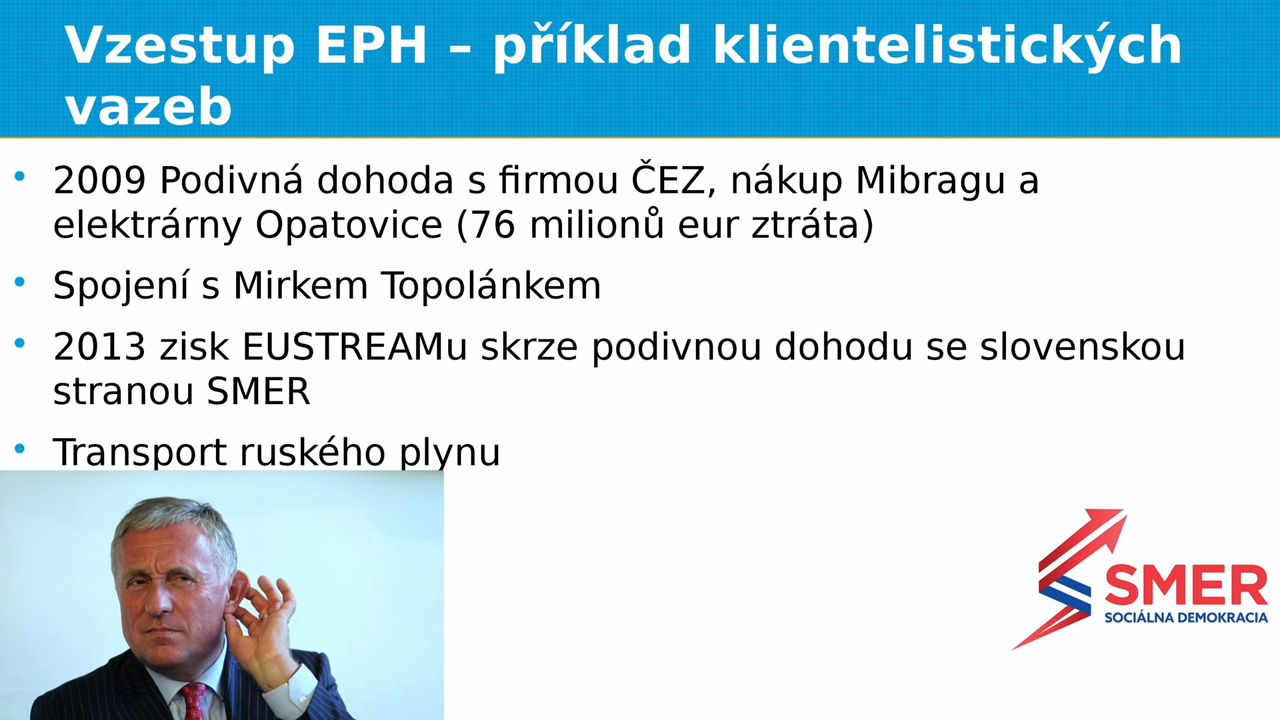 Vzestup EPH – příklad klientelistických
vazeb
• 2009 Podivná dohoda s firmou ČEZ, nákup Mibragu a
elektrárny Opatovice (76 milionů eur ztráta)
• Spojení s Mirkem Topolánkem
• 2013 zisk EUSTREAMu skrze podivnou dohodu se slovenskou
stranou SMER
• Transport ruského plynu
SMER
SOCIÁLNA DEMOKRACIA